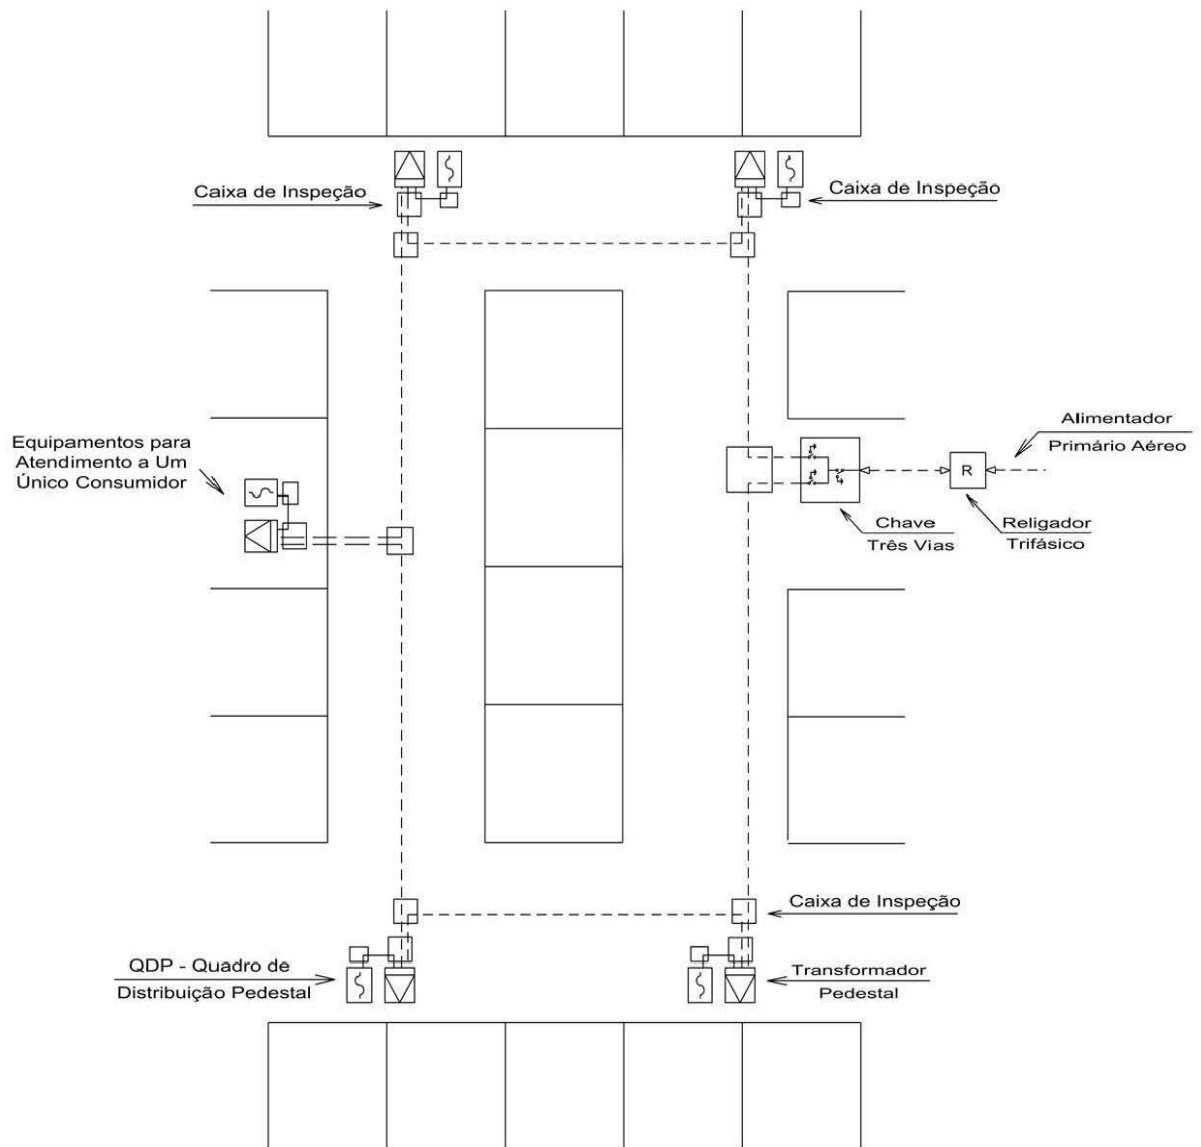 Caixa de Inspeção
Caixa de Inspeção
Equipamentos para
Atendimento a Um
Único Consumidor
Alimentador
Primário Aéreo
R
Chave
Três Vias
Religador
Trifásico
Caixa de Inspeção
QDP - Quadro de
Distribuição Pedestal
Transformador
Pedestal